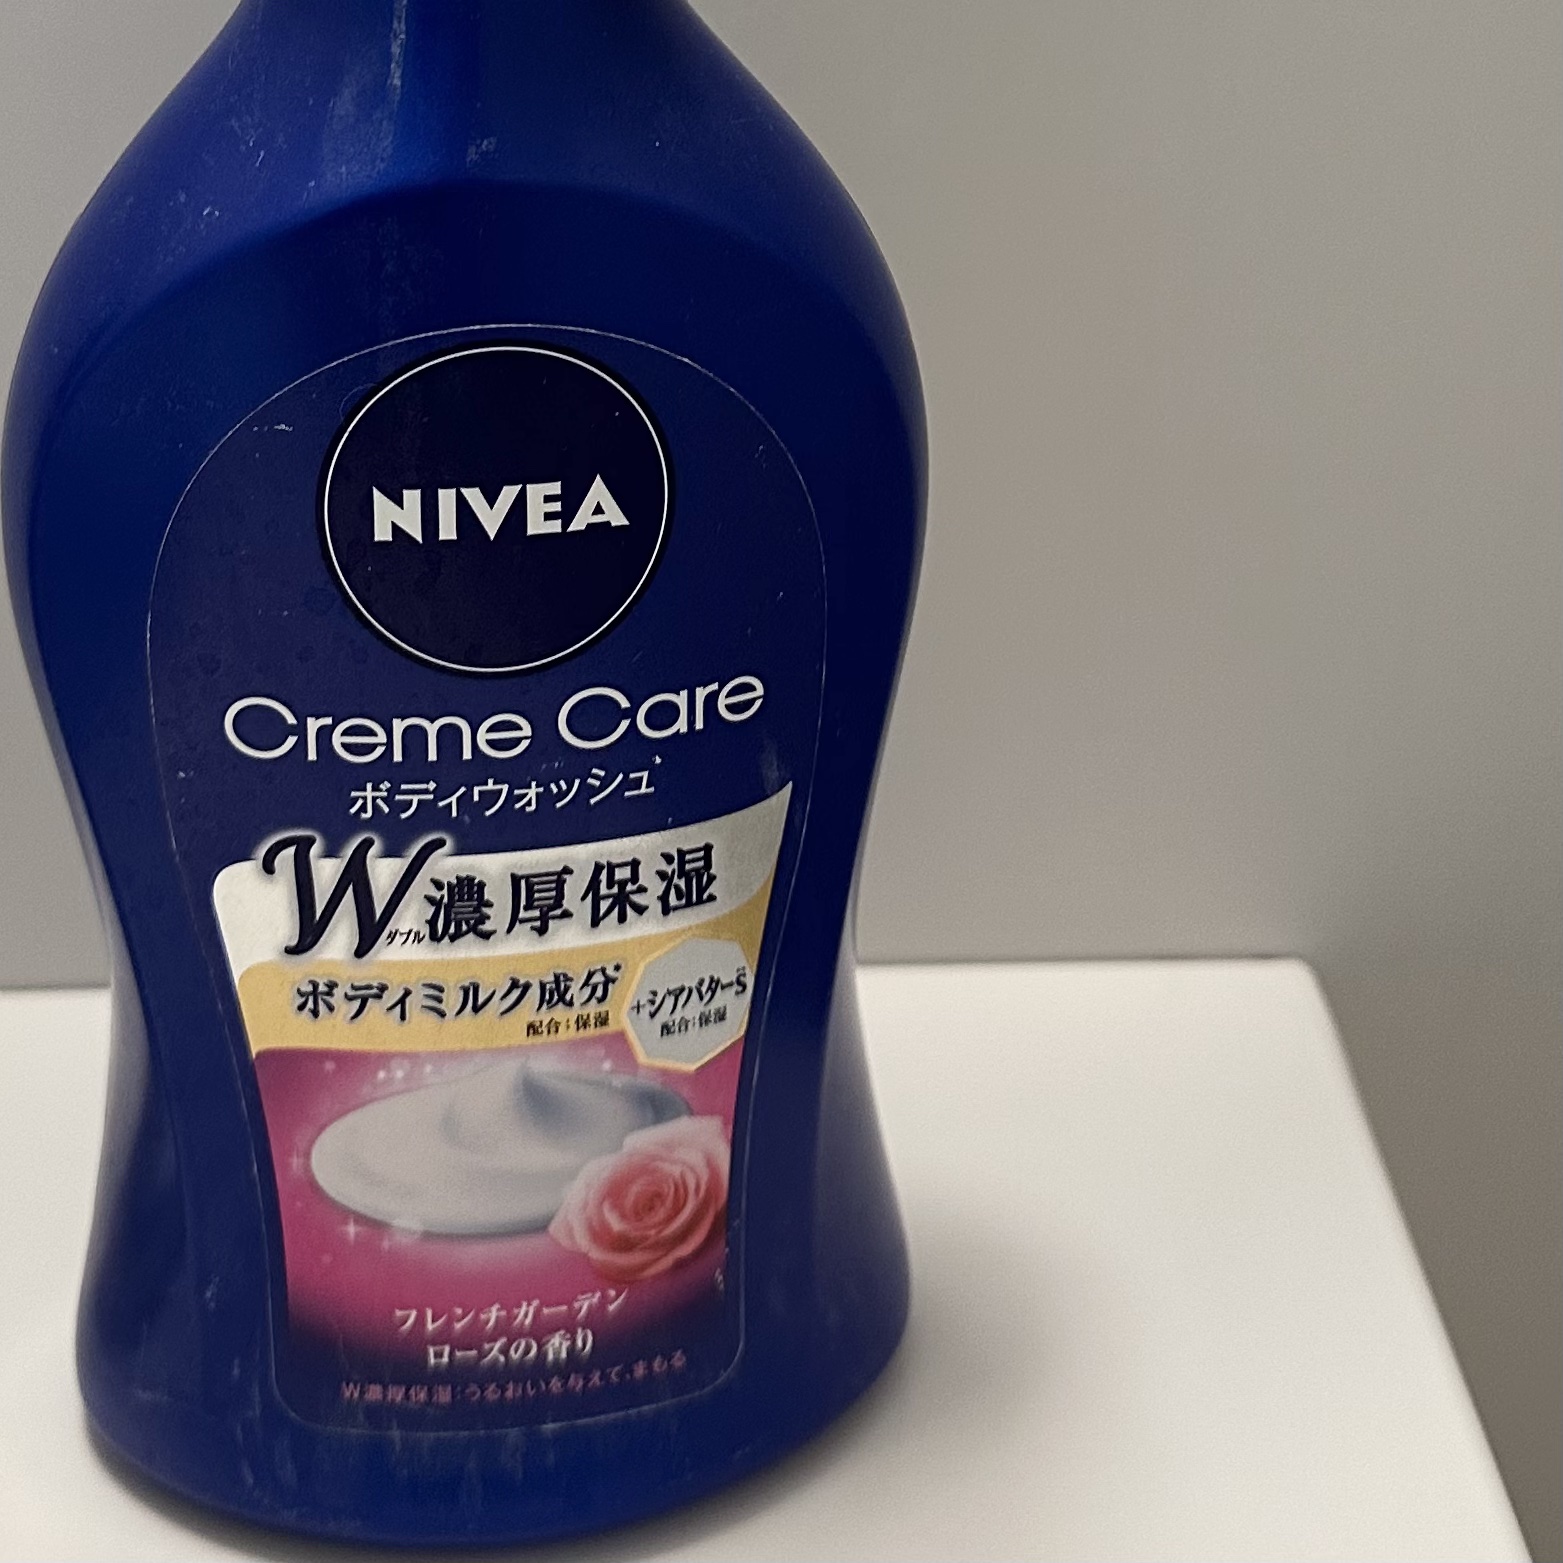 NIVEA
Creme Care
ボディウォッシュ
W濃厚保湿
ダブル
ボディミルク成分*
配合:保湿
+シアバターS
配合:保湿
フレンチガーデン
ローズの香り
W濃厚保湿:うるおいを与えて、まもる